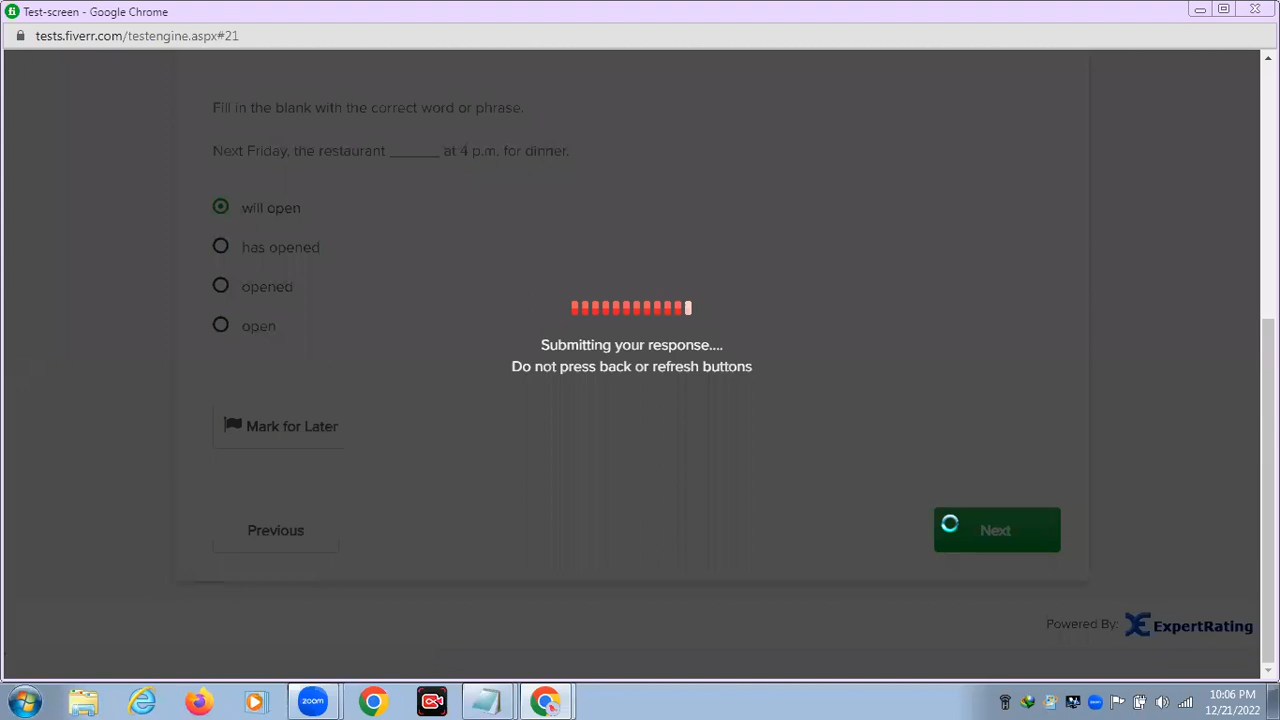 Test-screen - Google Chrome
tests.fiverr.com/testengine.aspx#21
Fill in the blank with the correct word or phrase.
Next Friday, the restaurant ______ at 4 p.m. for dinner.
will open
has opened
opened
open
Submitting your response....
Do not press back or refresh buttons
Mark for Later
Previous
Next
Powered By: ExpertRating
zoom
10:06 PM
12/21/2022